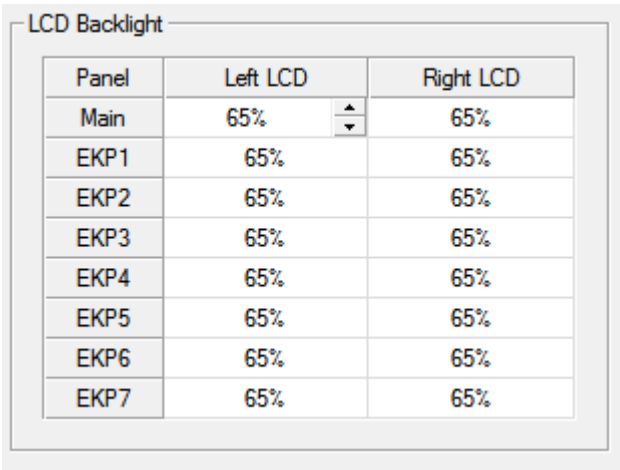 LCD Backlight
Panel Left LCD Right LCD
Main 65% 65%
EKP1 65% 65%
EKP2 65% 65%
EKP3 65% 65%
EKP4 65% 65%
EKP5 65% 65%
EKP6 65% 65%
EKP7 65% 65%